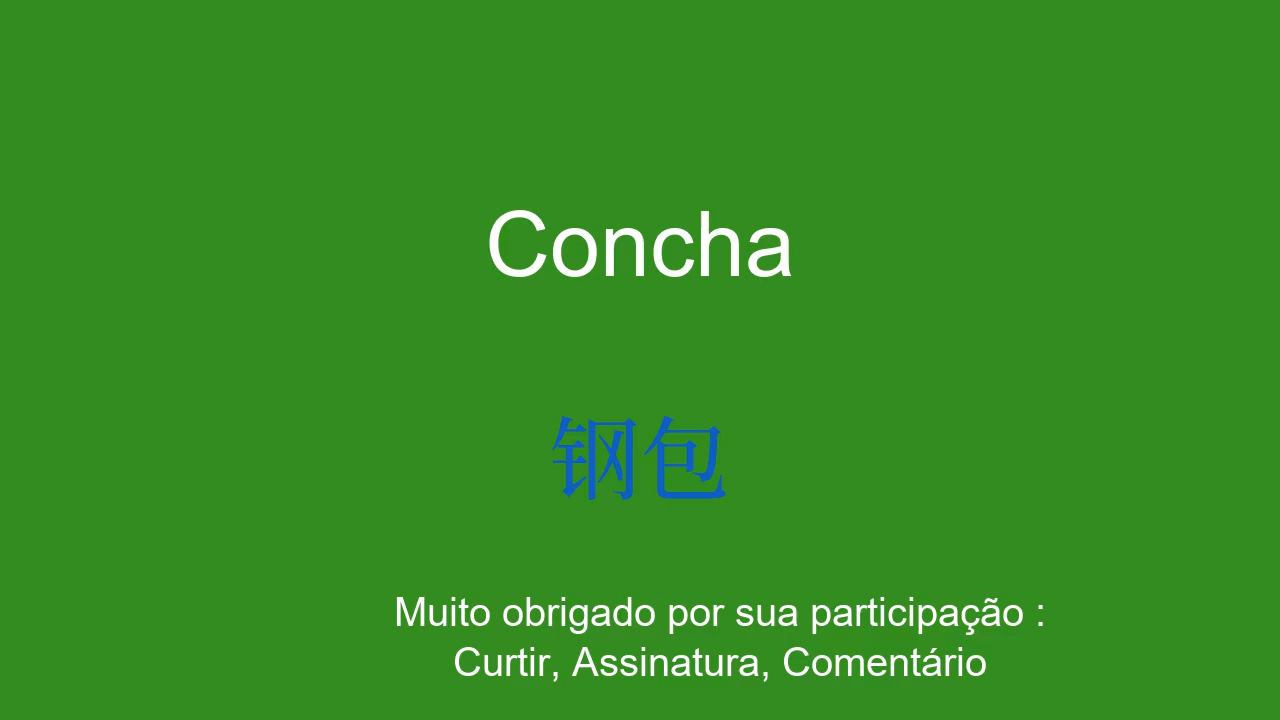 Concha
钢包
Muito obrigado por sua participação :
Curtir, Assinatura, Comentário